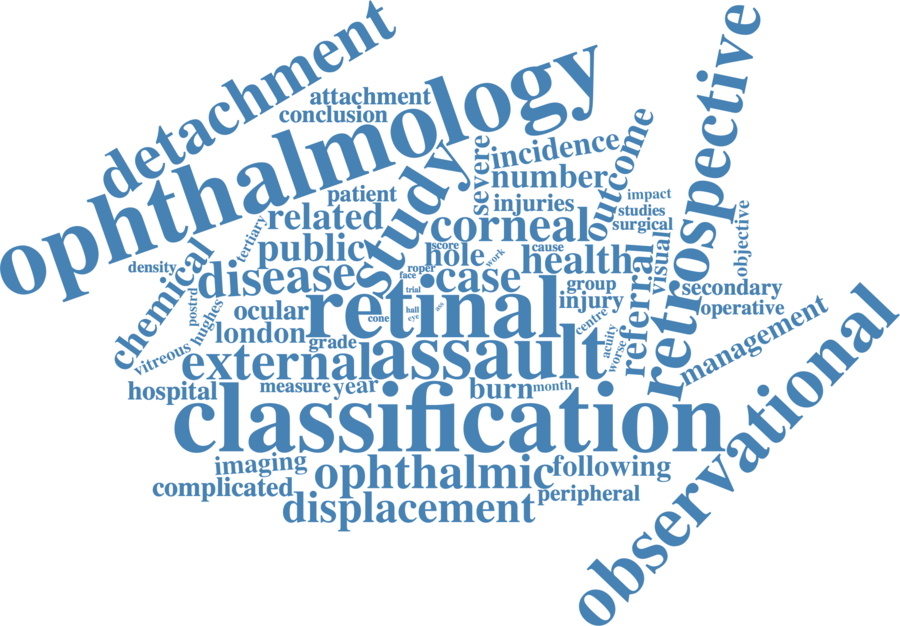 detachment
attachment
conclusion
ophthalmology
retrospective
study
severe
incidence
outcome
number
patient
injuries
impact
studies
surgical
related
corneal
tertiary
public
score
hole
cause
work
health
visual
objective
chemical
density
disease
face
roper
case
referral
secondary
trial
group
injury
operative
postrd
hughes
ocular
retinal
cone
hall
eye
centre
london
grade
acuity
worse
management
vitreous
external
assault
hospital
measure
year
burn
month
classification
observational
imaging
ophthalmic
following
complicated
peripheral
displacement